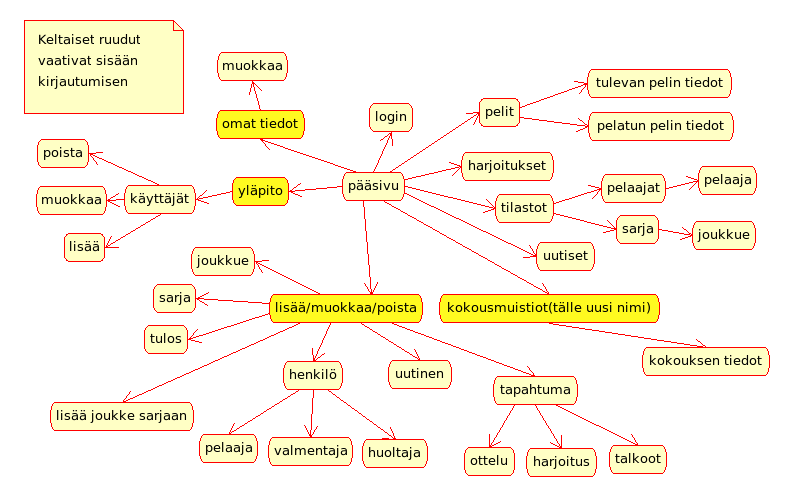 Keltaiset ruudut
vaativat sisään
kirjautumisen
muokkaa
tulevan pelin tiedot
omat tiedot
login
pelit
pelatun pelin tiedot
poista
harjoitukset
muokkaa
käyttäjät
yläpito
pääsivu
pelaajat
pelaaja
tilastot
lisää
sarja
joukkue
joukkue
uutiset
sarja
lisää/muokkaa/poista
kokousmuistiot(tälle uusi nimi)
tulos
kokouksen tiedot
henkilö
uutinen
tapahtuma
lisää joukke sarjaan
pelaaja
valmentaja
huoltaja
ottelu
harjoitus
talkoot